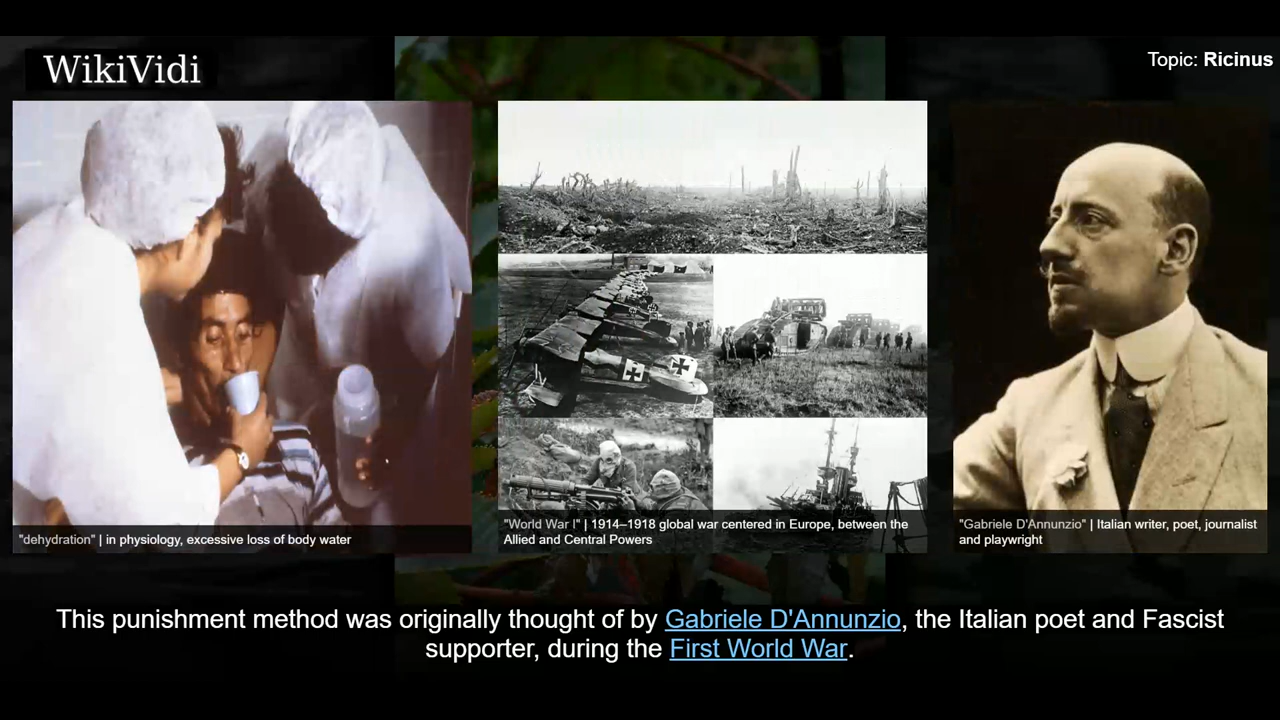 WikiVidi
Topic: Ricinus
"dehydration" | in physiology, excessive loss of body water
"World War I" | 1914–1918 global war centered in Europe, between the
Allied and Central Powers
"Gabriele D'Annunzio" | Italian writer, poet, journalist
and playwright
This punishment method was originally thought of by Gabriele D'Annunzio, the Italian poet and Fascist
supporter, during the First World War.